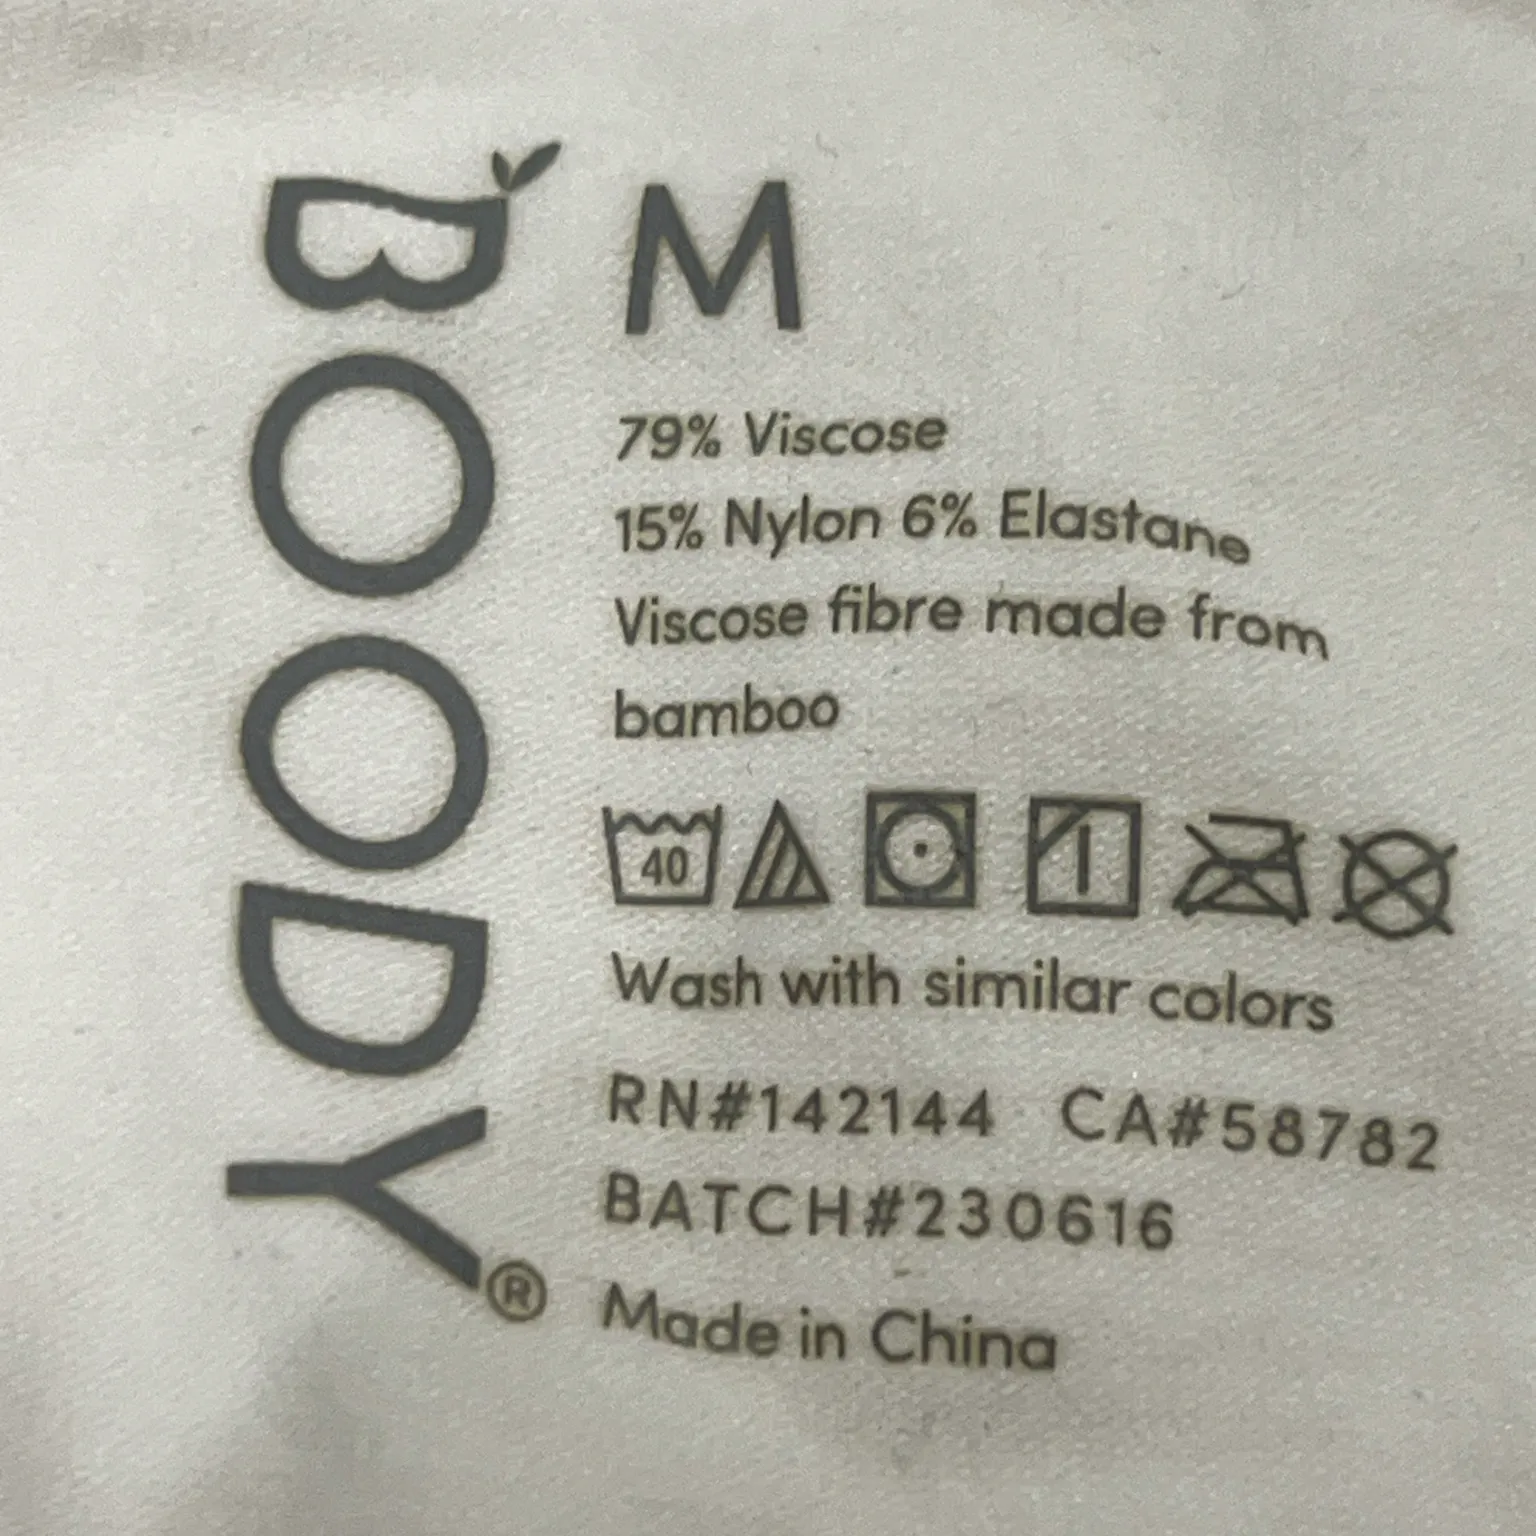 BOODY®
M
79% Viscose
15% Nylon 6% Elastane
Viscose fibre made from
bamboo
40
Wash with similar colors
RN#142144 CA#58782
BATCH#230616
Made in China